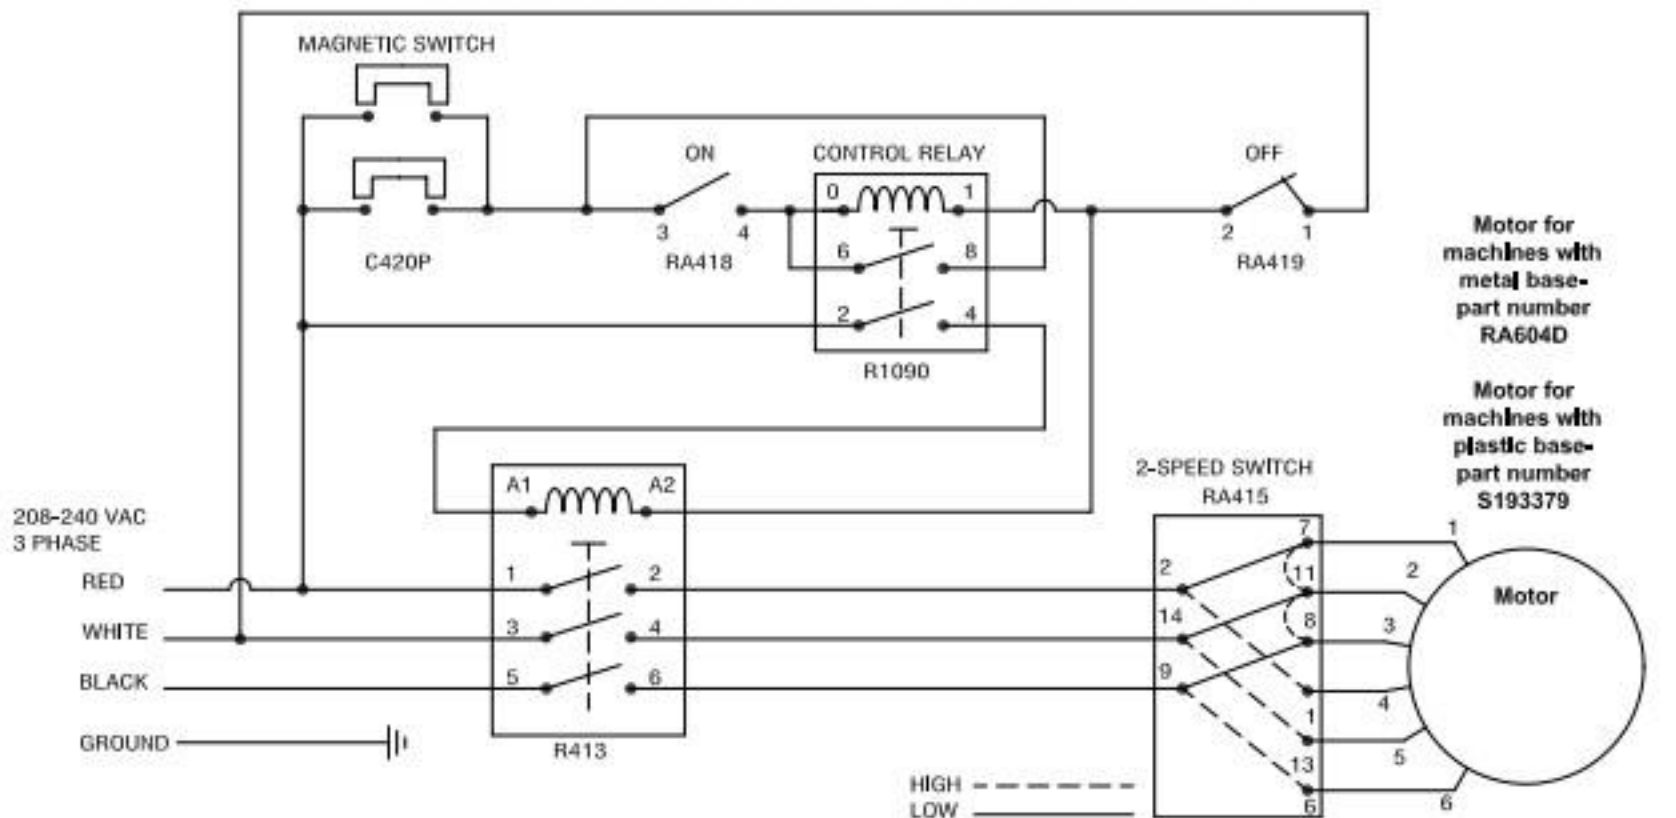 MAGNETIC SWITCH
ON
CONTROL RELAY
OFF
0
1
3
4
2
1
C420P
RA418
6
8
RA419
2
4
R109D
Motor for
machines with
metal base-
part number
RA604D
Motor for
machines with
plastic base-
part number
S193379
2-SPEED SWITCH
RA415
A1
A2
208-240 VAC
3 PHASE
RED
1
2
2
7
1
11
2
Motor
WHITE
3
4
14
8
3
BLACK
5
6
9
4
1
GROUND
R413
5
13
HIGH
6
6
LOW